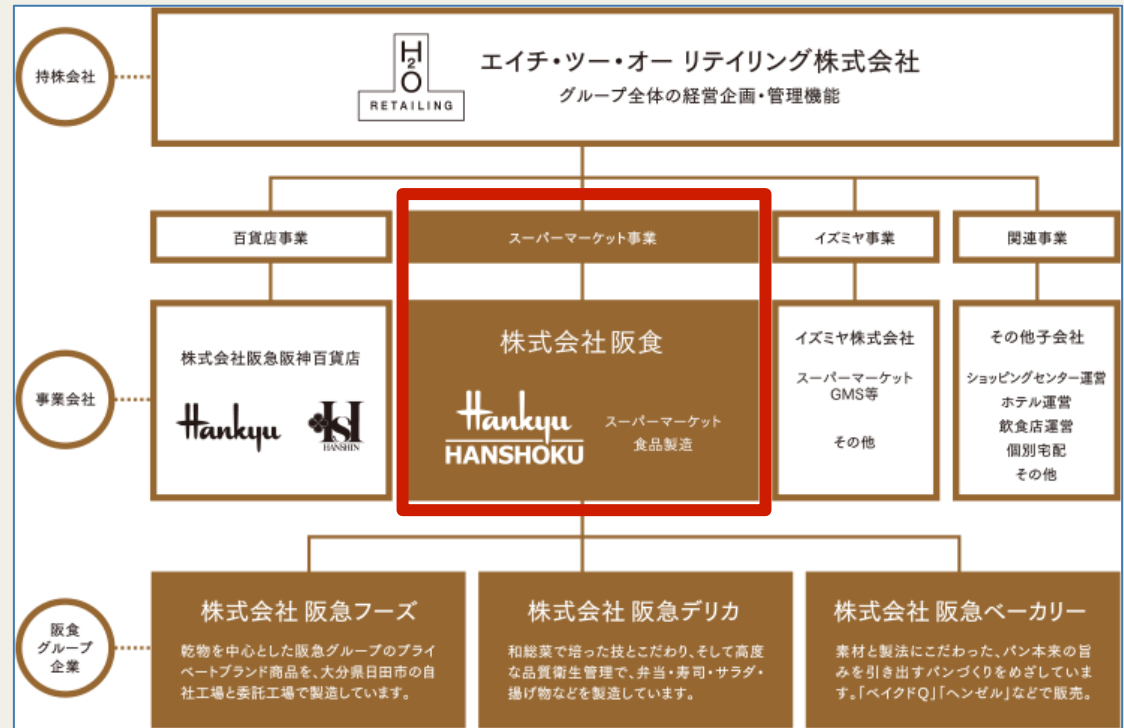 持株会社
H2O
RETAILING
エイチ・ツー・オー リテイリング株式会社
グループ全体の経営企画・管理機能
百貨店事業
スーパーマーケット事業
イズミヤ事業
関連事業
事業会社
株式会社阪急阪神百貨店
Hankyu
HS
HANSHIN
株式会社阪食
Hankyu
HANSHOKU
スーパーマーケット
食品製造
イズミヤ株式会社
スーパーマーケット
GMS等
その他
その他子会社
ショッピングセンター運営
ホテル運営
飲食店運営
個別宅配
その他
阪食
グループ
企業
株式会社 阪急フーズ
乾物を中心とした阪急グループのプライ
ベートブランド商品を、大分県日田市の自
社工場と委託工場で製造しています。
株式会社 阪急デリカ
和総菜で培った技とこだわり、そして高度
な品質衛生管理で、弁当・寿司・サラダ・
揚げ物などを製造しています。
株式会社 阪急ベーカリー
素材と製法にこだわった、パン本来の旨
みを引き出すパンづくりをめざしていま
す。「ベイクドQ」「ヘンゼル」などで販売。